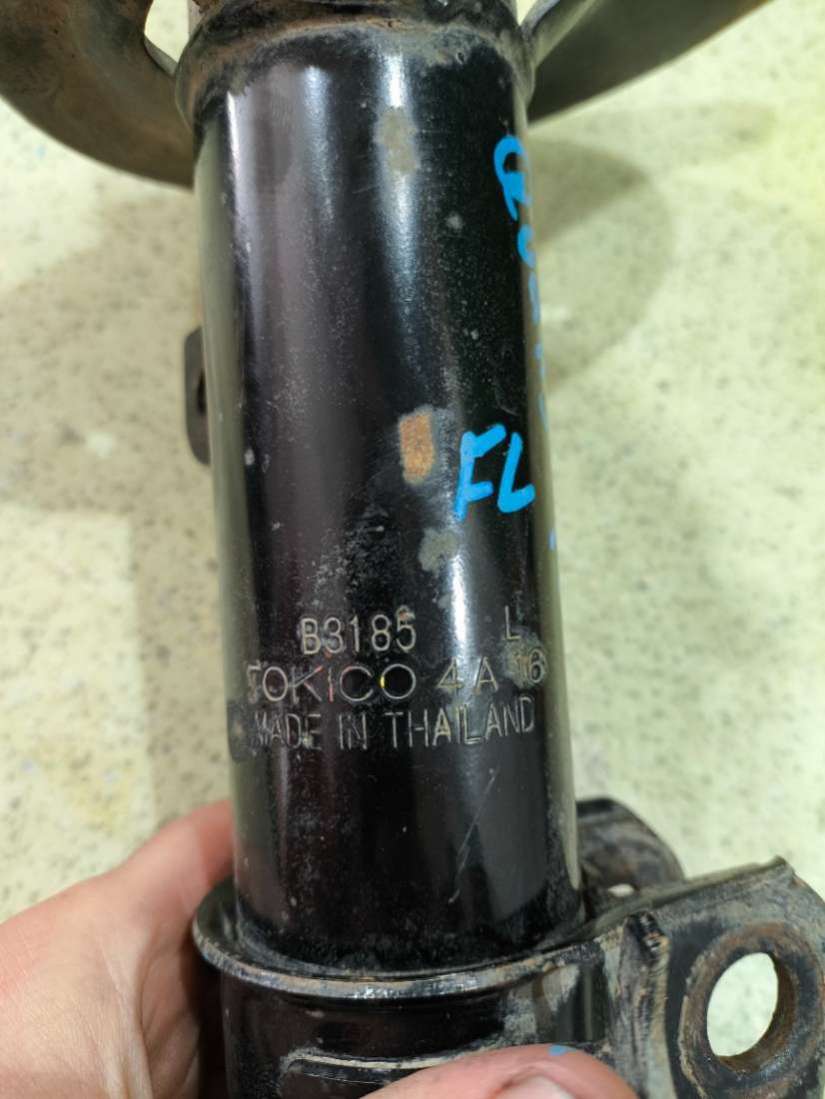 FL
B3185 L
TOKICO 4A 16
MADE IN THAILAND